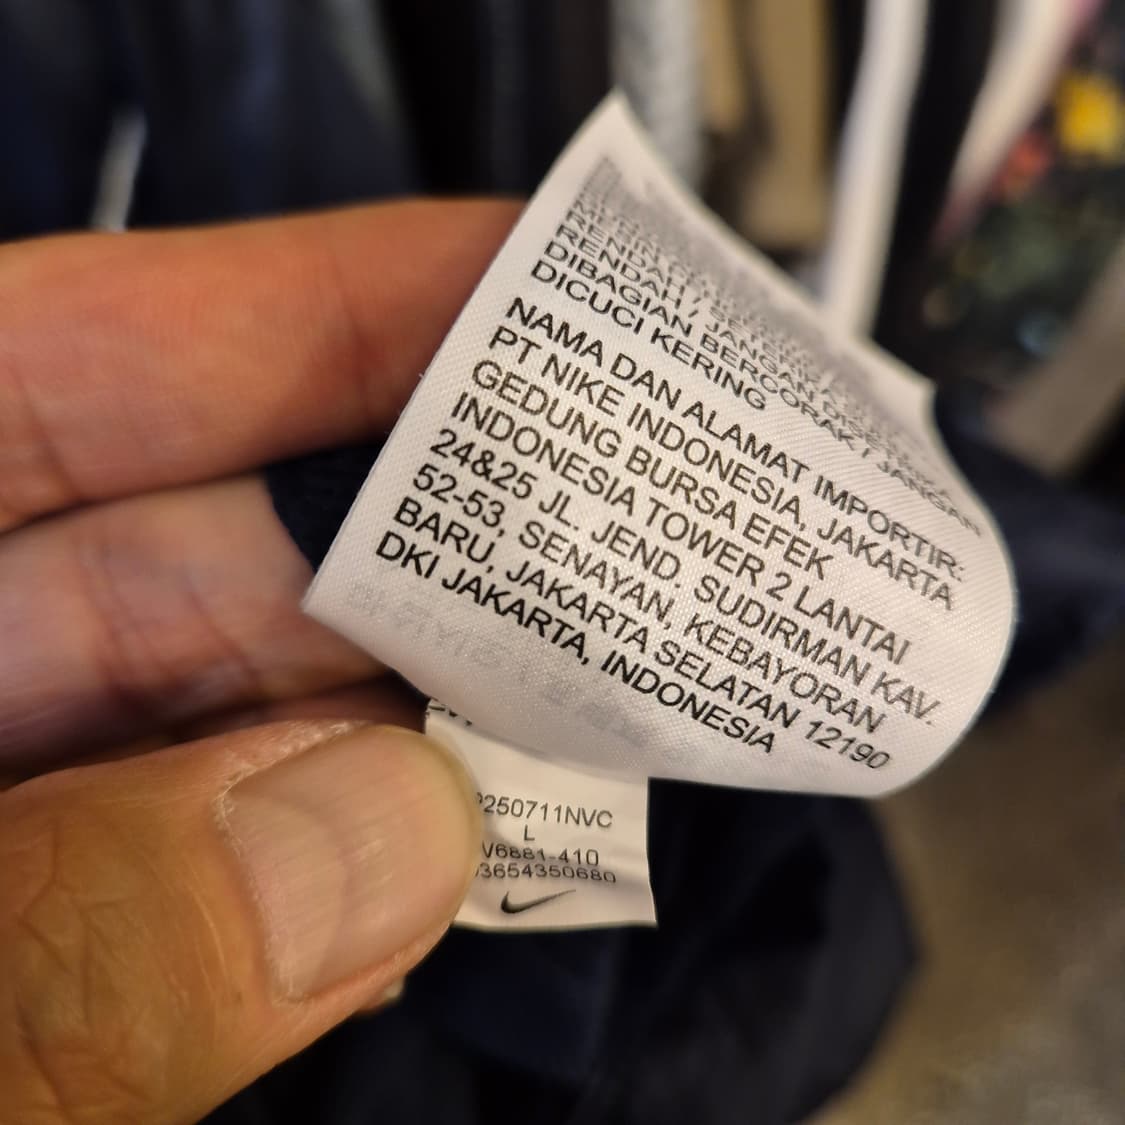 RENDAH / 
DIBAGIAN BERCORAK / JANGAN
DICUCI KERING
NAMA DAN ALAMAT IMPORTIR:
PT NIKE INDONESIA, JAKARTA
GEDUNG BURSA EFEK
INDONESIA TOWER 2 LANTAI
24&25 JL. JEND. SUDIRMAN KAV.
52-53, SENAYAN, KEBAYORAN
BARU, JAKARTA SELATAN 12190
DKI JAKARTA, INDONESIA
250711NVC
L
V6881-410
3654350680